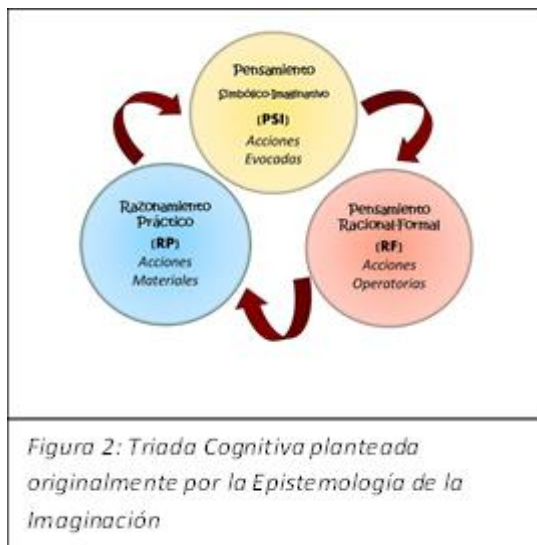 Pensamiento
Simbólico-Imaginativo
(PSI)
Acciones
Evocadas
Razonamiento
Práctico
(RP)
Acciones
Materiales
Pensamiento
Racional-Formal
(RF)
Acciones
Operatorias
Figura 2: Triada Cognitiva planteada
originalmente por la Epistemología de la
Imaginación